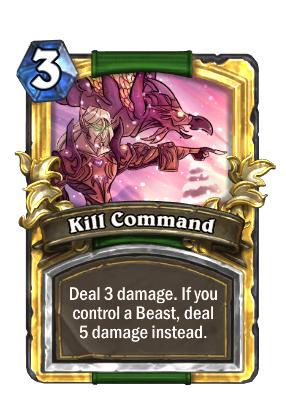 3
Kill Command
Deal 3 damage. If you
control a Beast, deal
5 damage instead.